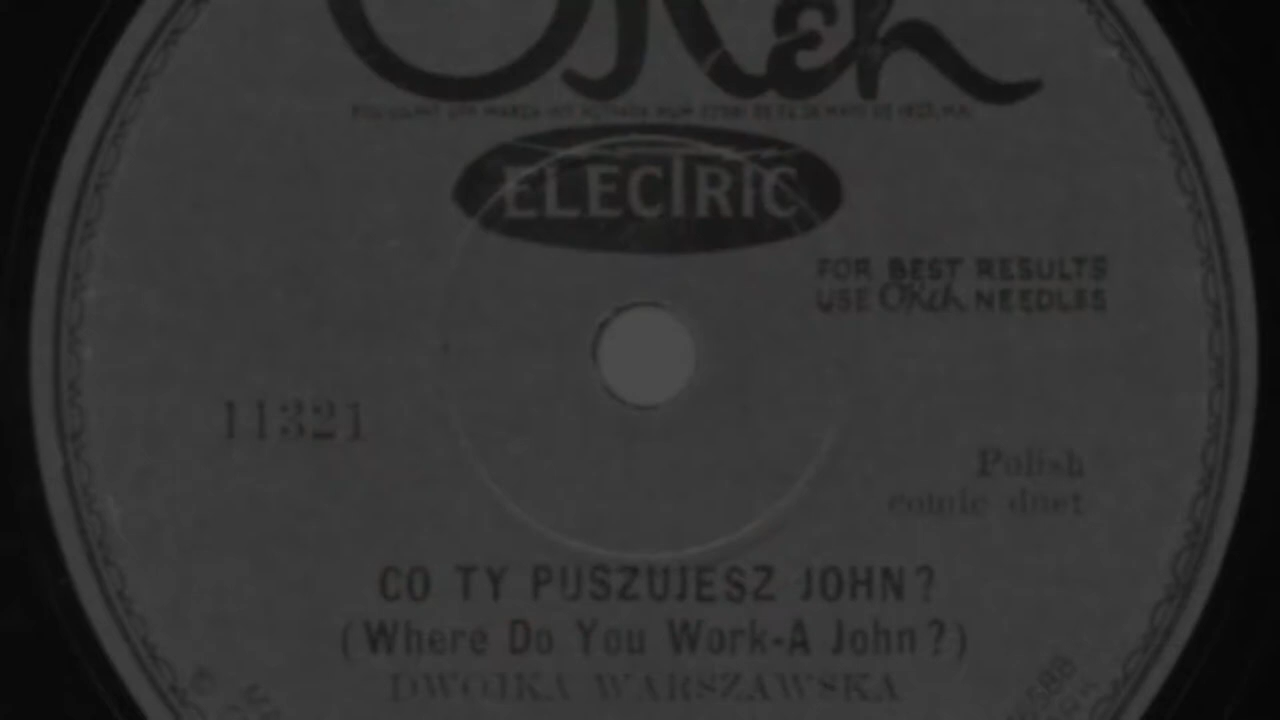 OKeh
ELECTRIC
FOR BEST RESULTS
USE OKeh NEEDLES
11321
Polish
comic duet
CO TY PUSZUJESZ JOHN?
(Where Do You Work-A John?)
DWOJKA WARSZAWSKA